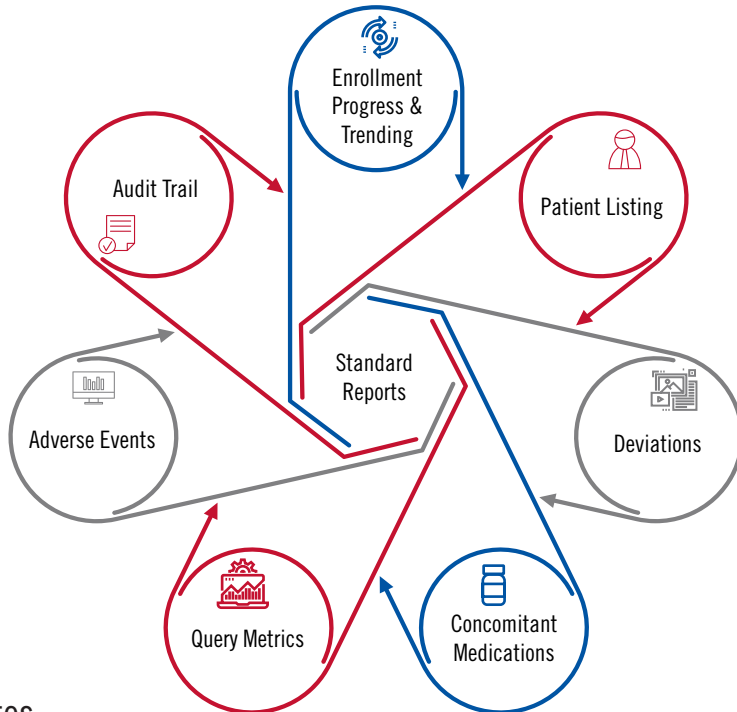 Enrollment
Progress &
Trending
Audit Trail
Patient Listing
Standard
Reports
Adverse Events
Deviations
Query Metrics
Concomitant
Medications